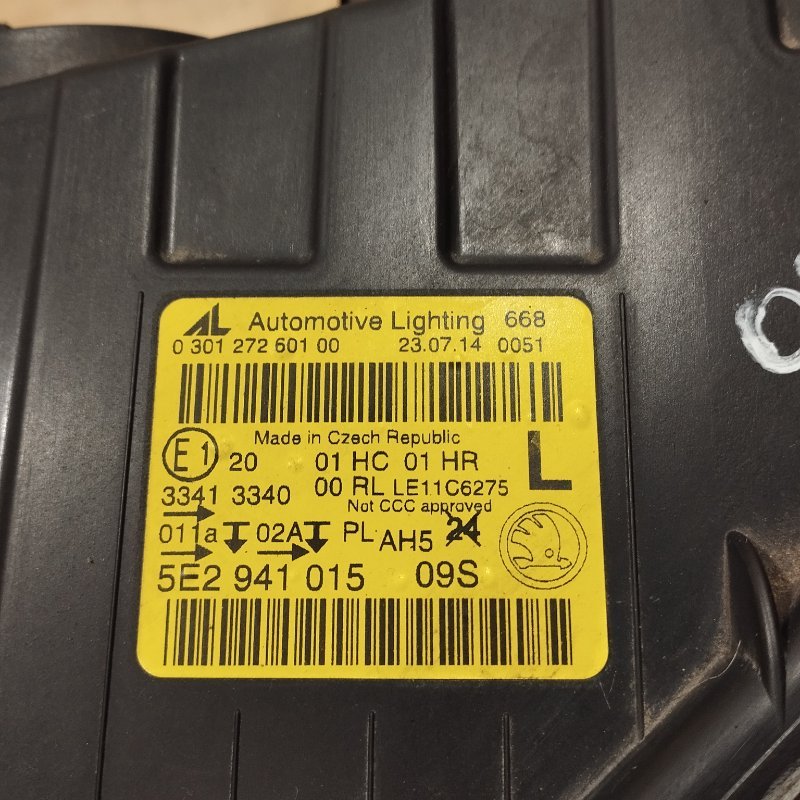 AL Automotive Lighting 668
0 301 272 601 00 23.07.14 0051
Made in Czech Republic
E1 20 01 HC 01 HR L
3341 3340 00 RL LE11C6275
Not CCC approved
011a 02A PL AH5 24
5E2 941 015 09S